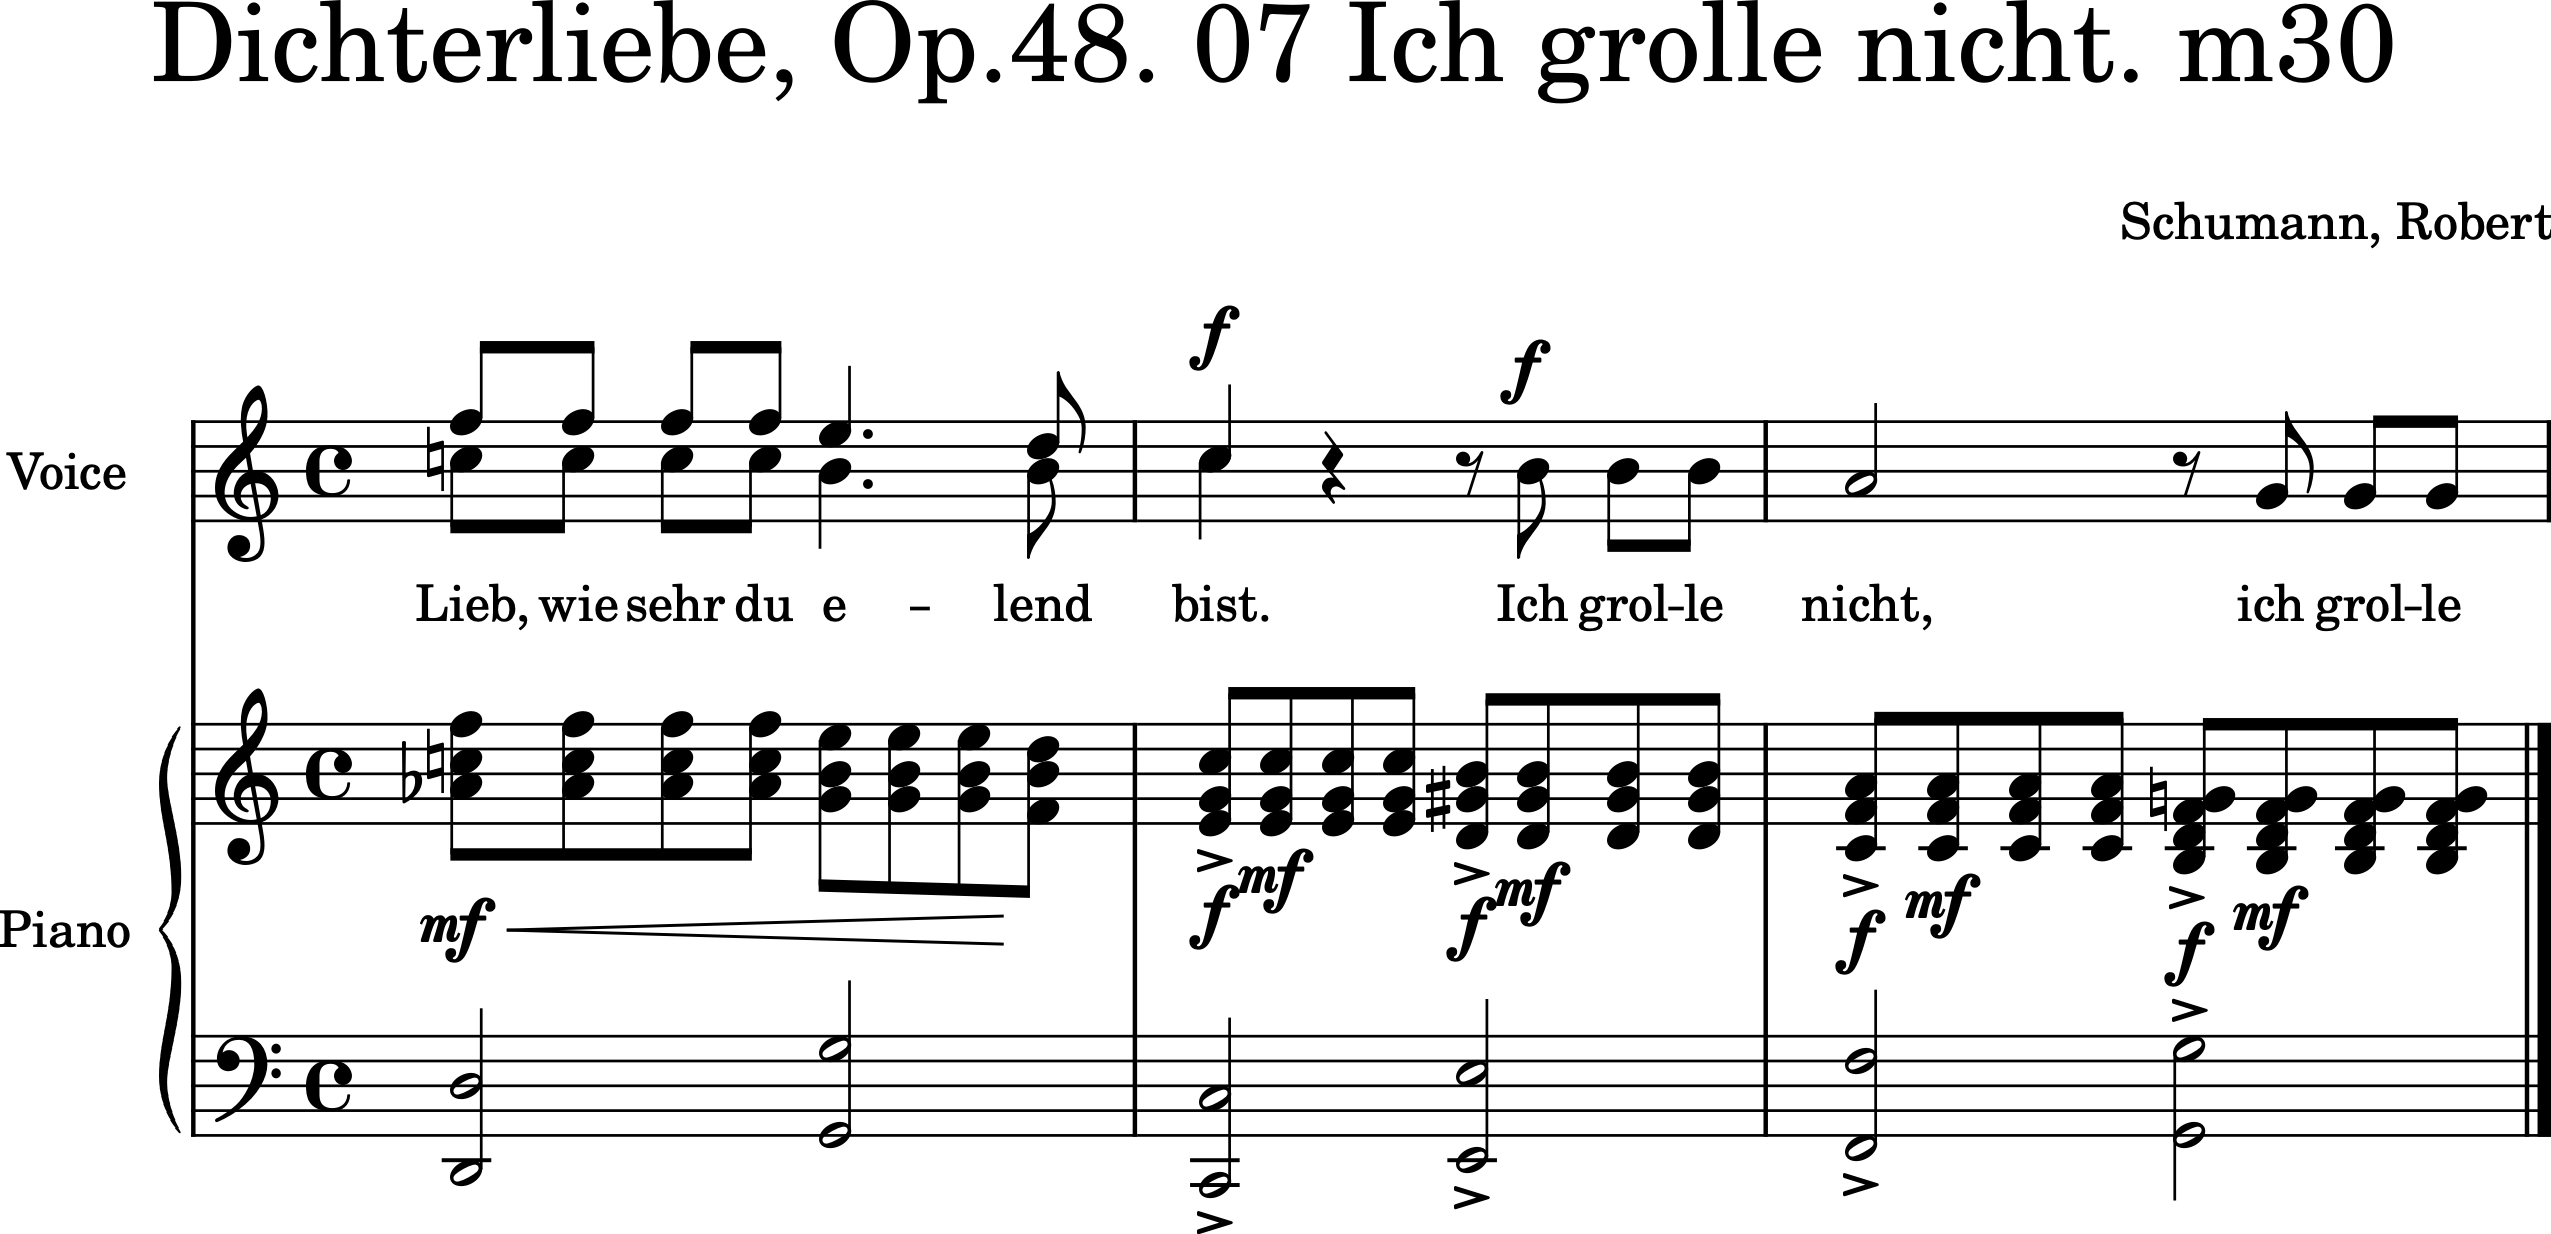 Dichterliebe, Op.48. 07 Ich grolle nicht. m30
Schumann, Robert
f f
Voice
Lieb, wie sehr du e - lend bist. Ich grol-le nicht, ich grol-le
Piano
mf f mf f mf f mf f mf